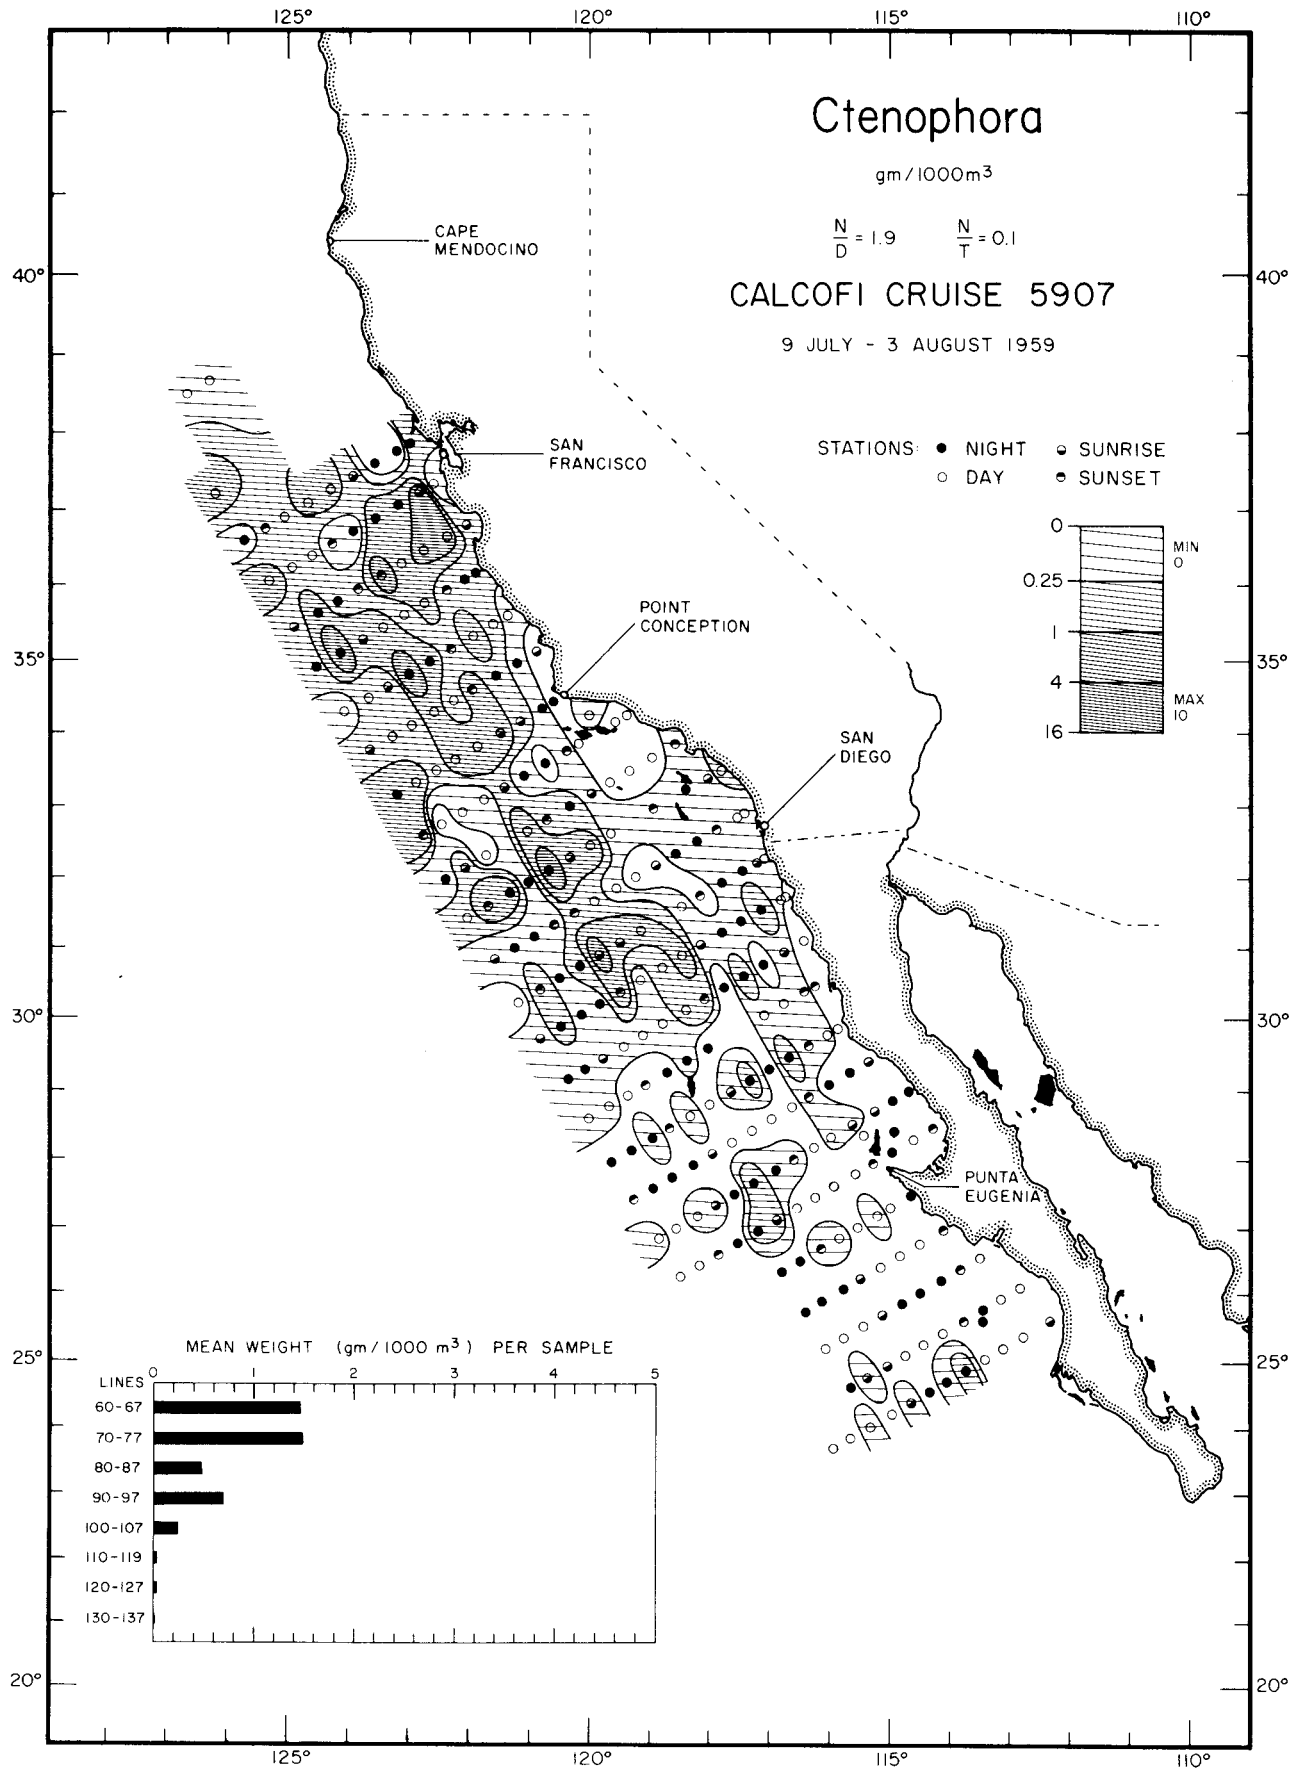 125° 120° 115° 110°
Ctenophora
gm/1000m³
N/D = 1.9 N/T = 0.1
CALCOFI CRUISE 5907
9 JULY - 3 AUGUST 1959
CAPE
MENDOCINO
40° 40°
STATIONS: ● NIGHT SUNRISE
○ DAY SUNSET
SAN
FRANCISCO
0
MIN
0
0.25
1
4
MAX
10
16
POINT
CONCEPTION
35° 35°
SAN
DIEGO
30° 30°
PUNTA
EUGENIA
MEAN WEIGHT (gm/1000 m³) PER SAMPLE
25° 25°
LINES
0 1 2 3 4 5
60-67
70-77
80-87
90-97
100-107
110-119
120-127
130-137
20° 20°
125° 120° 115° 110°